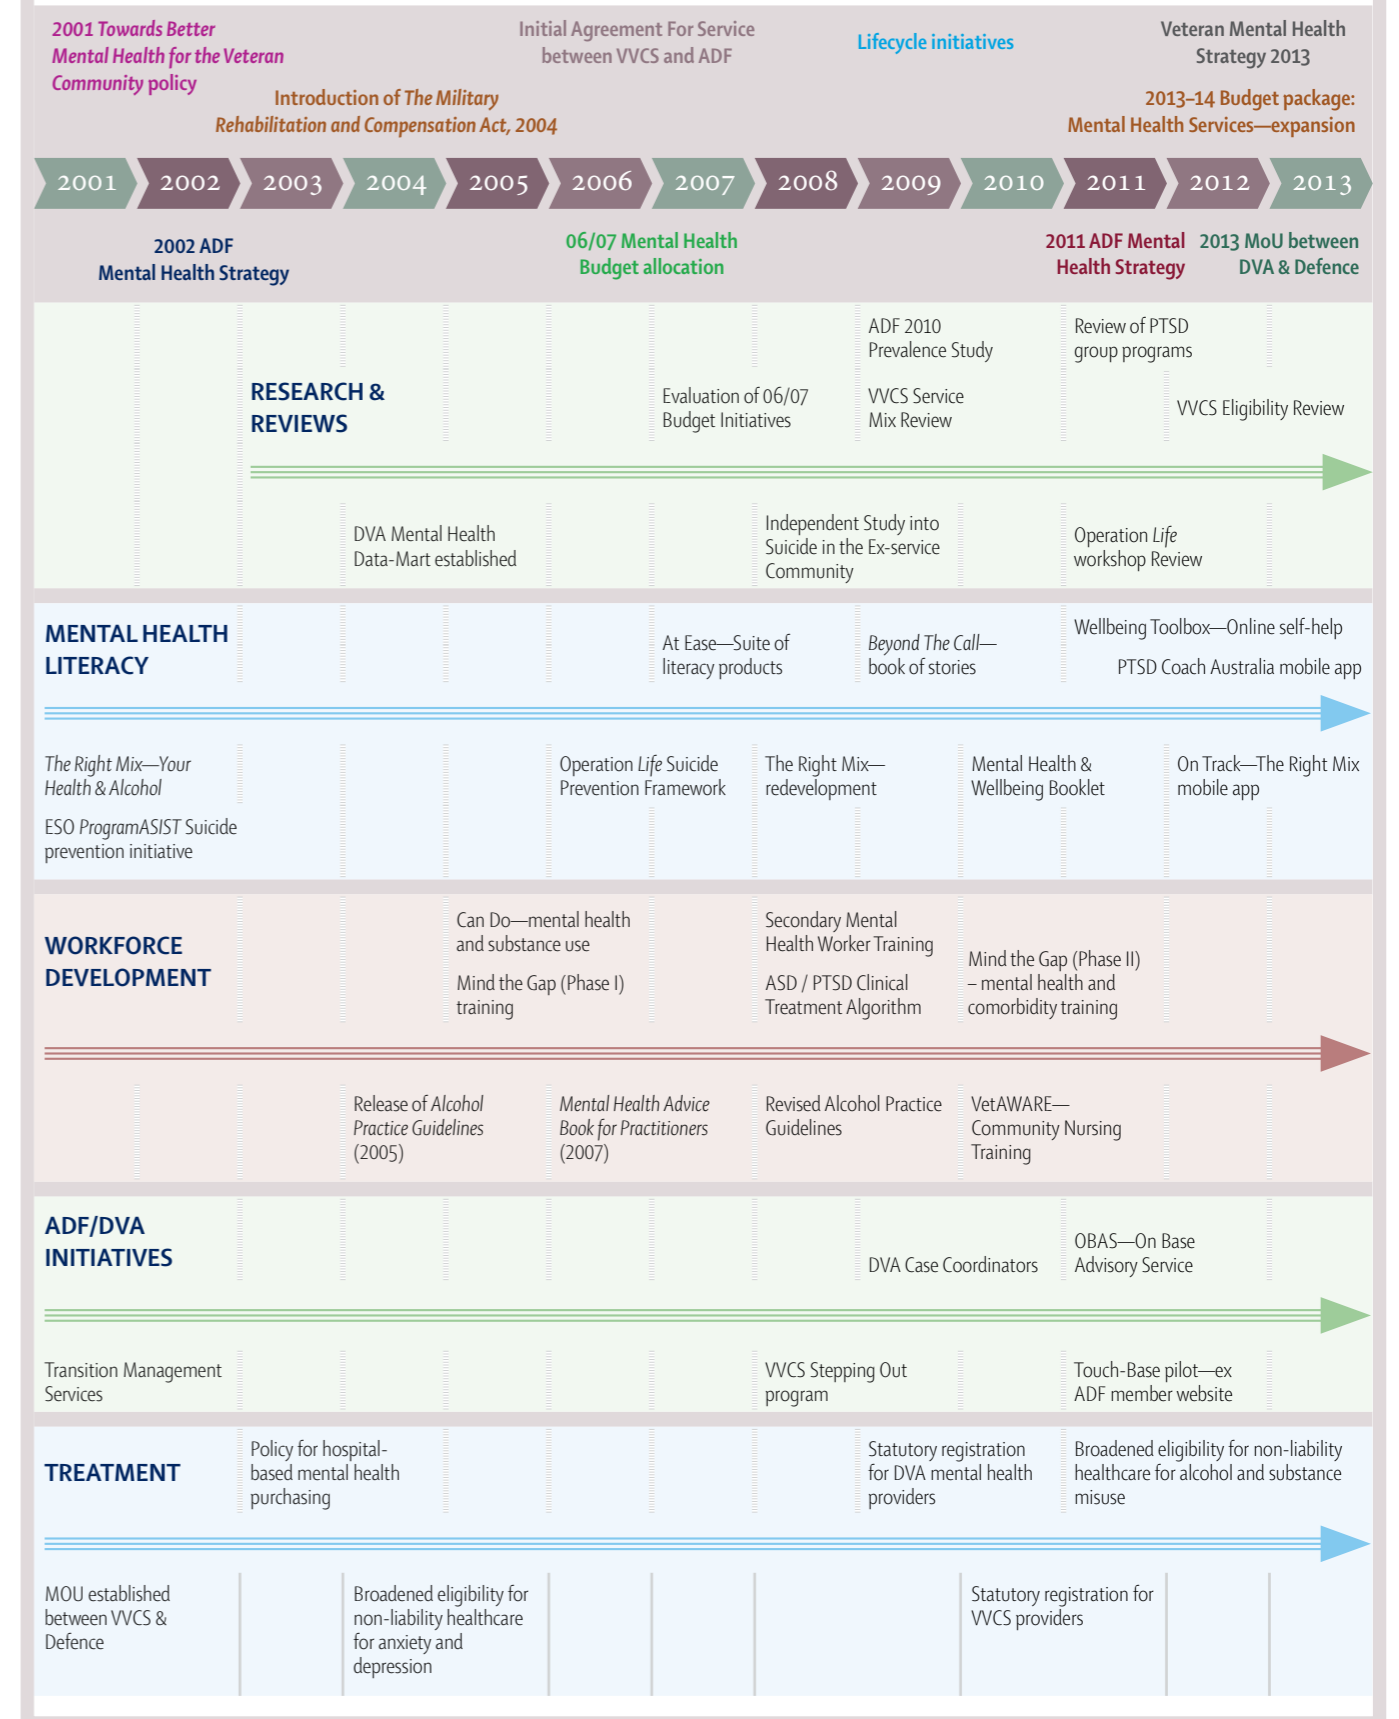 2001 Towards Better
Mental Health for the Veteran
Community policy
Initial Agreement For Service
between VVCS and ADF
Lifecycle initiatives
Veteran Mental Health
Strategy 2013
Introduction of The Military
Rehabilitation and Compensation Act, 2004
2013–14 Budget package:
Mental Health Services—expansion
2001 2002 2003 2004 2005 2006 2007 2008 2009 2010 2011 2012 2013
2002 ADF
Mental Health Strategy
06/07 Mental Health
Budget allocation
2011 ADF Mental
Health Strategy
2013 MoU between
DVA & Defence
RESEARCH &
REVIEWS
Evaluation of 06/07
Budget Initiatives
ADF 2010
Prevalence Study
VVCS Service
Mix Review
Review of PTSD
group programs
VVCS Eligibility Review
DVA Mental Health
Data-Mart established
Independent Study into
Suicide in the Ex-service
Community
Operation Life
workshop Review
MENTAL HEALTH
LITERACY
At Ease—Suite of
literacy products
Beyond The Call—
book of stories
Wellbeing Toolbox—Online self-help
PTSD Coach Australia mobile app
The Right Mix—Your
Health & Alcohol
ESO ProgramASIST Suicide
prevention initiative
Operation Life Suicide
Prevention Framework
The Right Mix—
redevelopment
Mental Health &
Wellbeing Booklet
On Track—The Right Mix
mobile app
WORKFORCE
DEVELOPMENT
Can Do—mental health
and substance use
Mind the Gap (Phase I)
training
Secondary Mental
Health Worker Training
ASD / PTSD Clinical
Treatment Algorithm
Mind the Gap (Phase II)
– mental health and
comorbidity training
Release of Alcohol
Practice Guidelines
(2005)
Mental Health Advice
Book for Practitioners
(2007)
Revised Alcohol Practice
Guidelines
VetAWARE—
Community Nursing
Training
ADF/DVA
INITIATIVES
DVA Case Coordinators
OBAS—On Base
Advisory Service
Transition Management
Services
VVCS Stepping Out
program
Touch-Base pilot—ex
ADF member website
TREATMENT
Policy for hospital-
based mental health
purchasing
Statutory registration
for DVA mental health
providers
Broadened eligibility for non-liability
healthcare for alcohol and substance
misuse
MOU established
between VVCS &
Defence
Broadened eligibility for
non-liability healthcare
for anxiety and
depression
Statutory registration for
VVCS providers